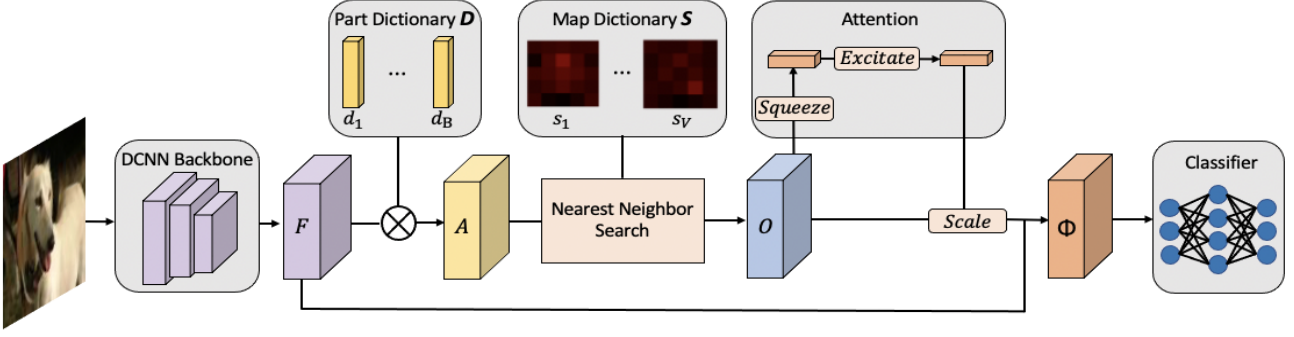 Part Dictionary D
...
d1
dB
Map Dictionary S
...
s1
sV
Attention
Excitate
Squeeze
DCNN Backbone
F
A
Nearest Neighbor
Search
O
Scale
Φ
Classifier